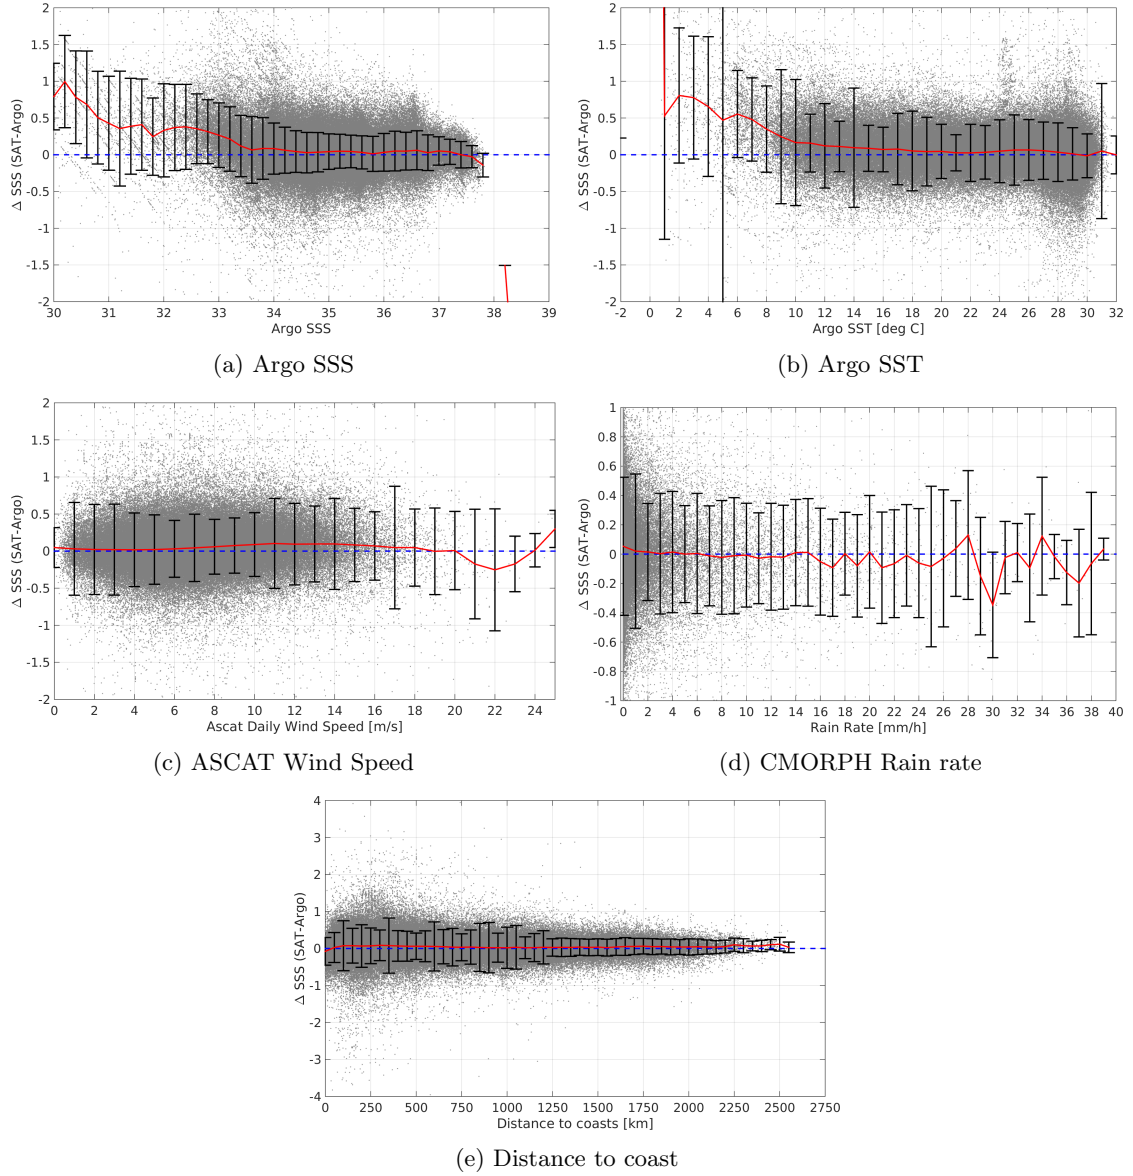 2
1.5
1
0.5
0
-0.5
-1
-1.5
-2
Δ SSS (SAT-Argo)
30 31 32 33 34 35 36 37 38 39
Argo SSS
(a) Argo SSS
2
1.5
1
0.5
0
-0.5
-1
-1.5
-2
Δ SSS (SAT-Argo)
-2 0 2 4 6 8 10 12 14 16 18 20 22 24 26 28 30 32
Argo SST [deg C]
(b) Argo SST
2
1.5
1
0.5
0
-0.5
-1
-1.5
-2
Δ SSS (SAT-Argo)
0 2 4 6 8 10 12 14 16 18 20 22 24
Ascat Daily Wind Speed [m/s]
(c) ASCAT Wind Speed
1
0.8
0.6
0.4
0.2
0
-0.2
-0.4
-0.6
-0.8
-1
Δ SSS (SAT-Argo)
0 2 4 6 8 10 12 14 16 18 20 22 24 26 28 30 32 34 36 38 40
Rain Rate [mm/h]
(d) CMORPH Rain rate
4
3
2
1
0
-1
-2
-3
-4
Δ SSS (SAT-Argo)
0 250 500 750 1000 1250 1500 1750 2000 2250 2500 2750
Distance to coasts [km]
(e) Distance to coast